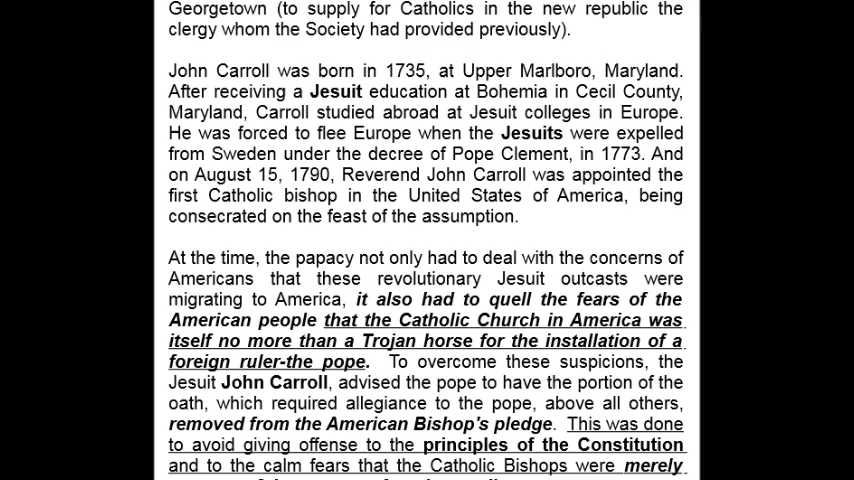 Georgetown (to supply for Catholics in the new republic the
clergy whom the Society had provided previously).
John Carroll was born in 1735, at Upper Marlboro, Maryland.
After receiving a Jesuit education at Bohemia in Cecil County,
Maryland, Carroll studied abroad at Jesuit colleges in Europe.
He was forced to flee Europe when the Jesuits were expelled
from Sweden under the decree of Pope Clement, in 1773. And
on August 15, 1790, Reverend John Carroll was appointed the
first Catholic bishop in the United States of America, being
consecrated on the feast of the assumption.
At the time, the papacy not only had to deal with the concerns of
Americans that these revolutionary Jesuit outcasts were
migrating to America, it also had to quell the fears of the
American people that the Catholic Church in America was
itself no more than a Trojan horse for the installation of a
foreign ruler-the pope. To overcome these suspicions, the
Jesuit John Carroll, advised the pope to have the portion of the
oath, which required allegiance to the pope, above all others,
removed from the American Bishop's pledge. This was done
to avoid giving offense to the principles of the Constitution
and to the calm fears that the Catholic Bishops were merely